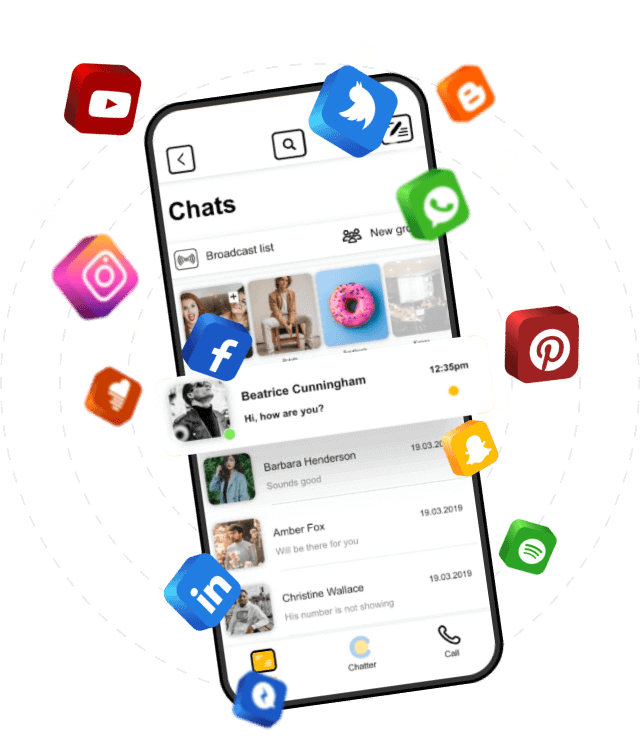 Chats
Broadcast list
New gro
Beatrice Cunningham
12:35pm
Hi, how are you?
Barbara Henderson
19.03.20
Sounds good
Amber Fox
19.03.2019
Will be there for you
Christine Wallace
19.03.2019
His number is not showing
Chatter
Call